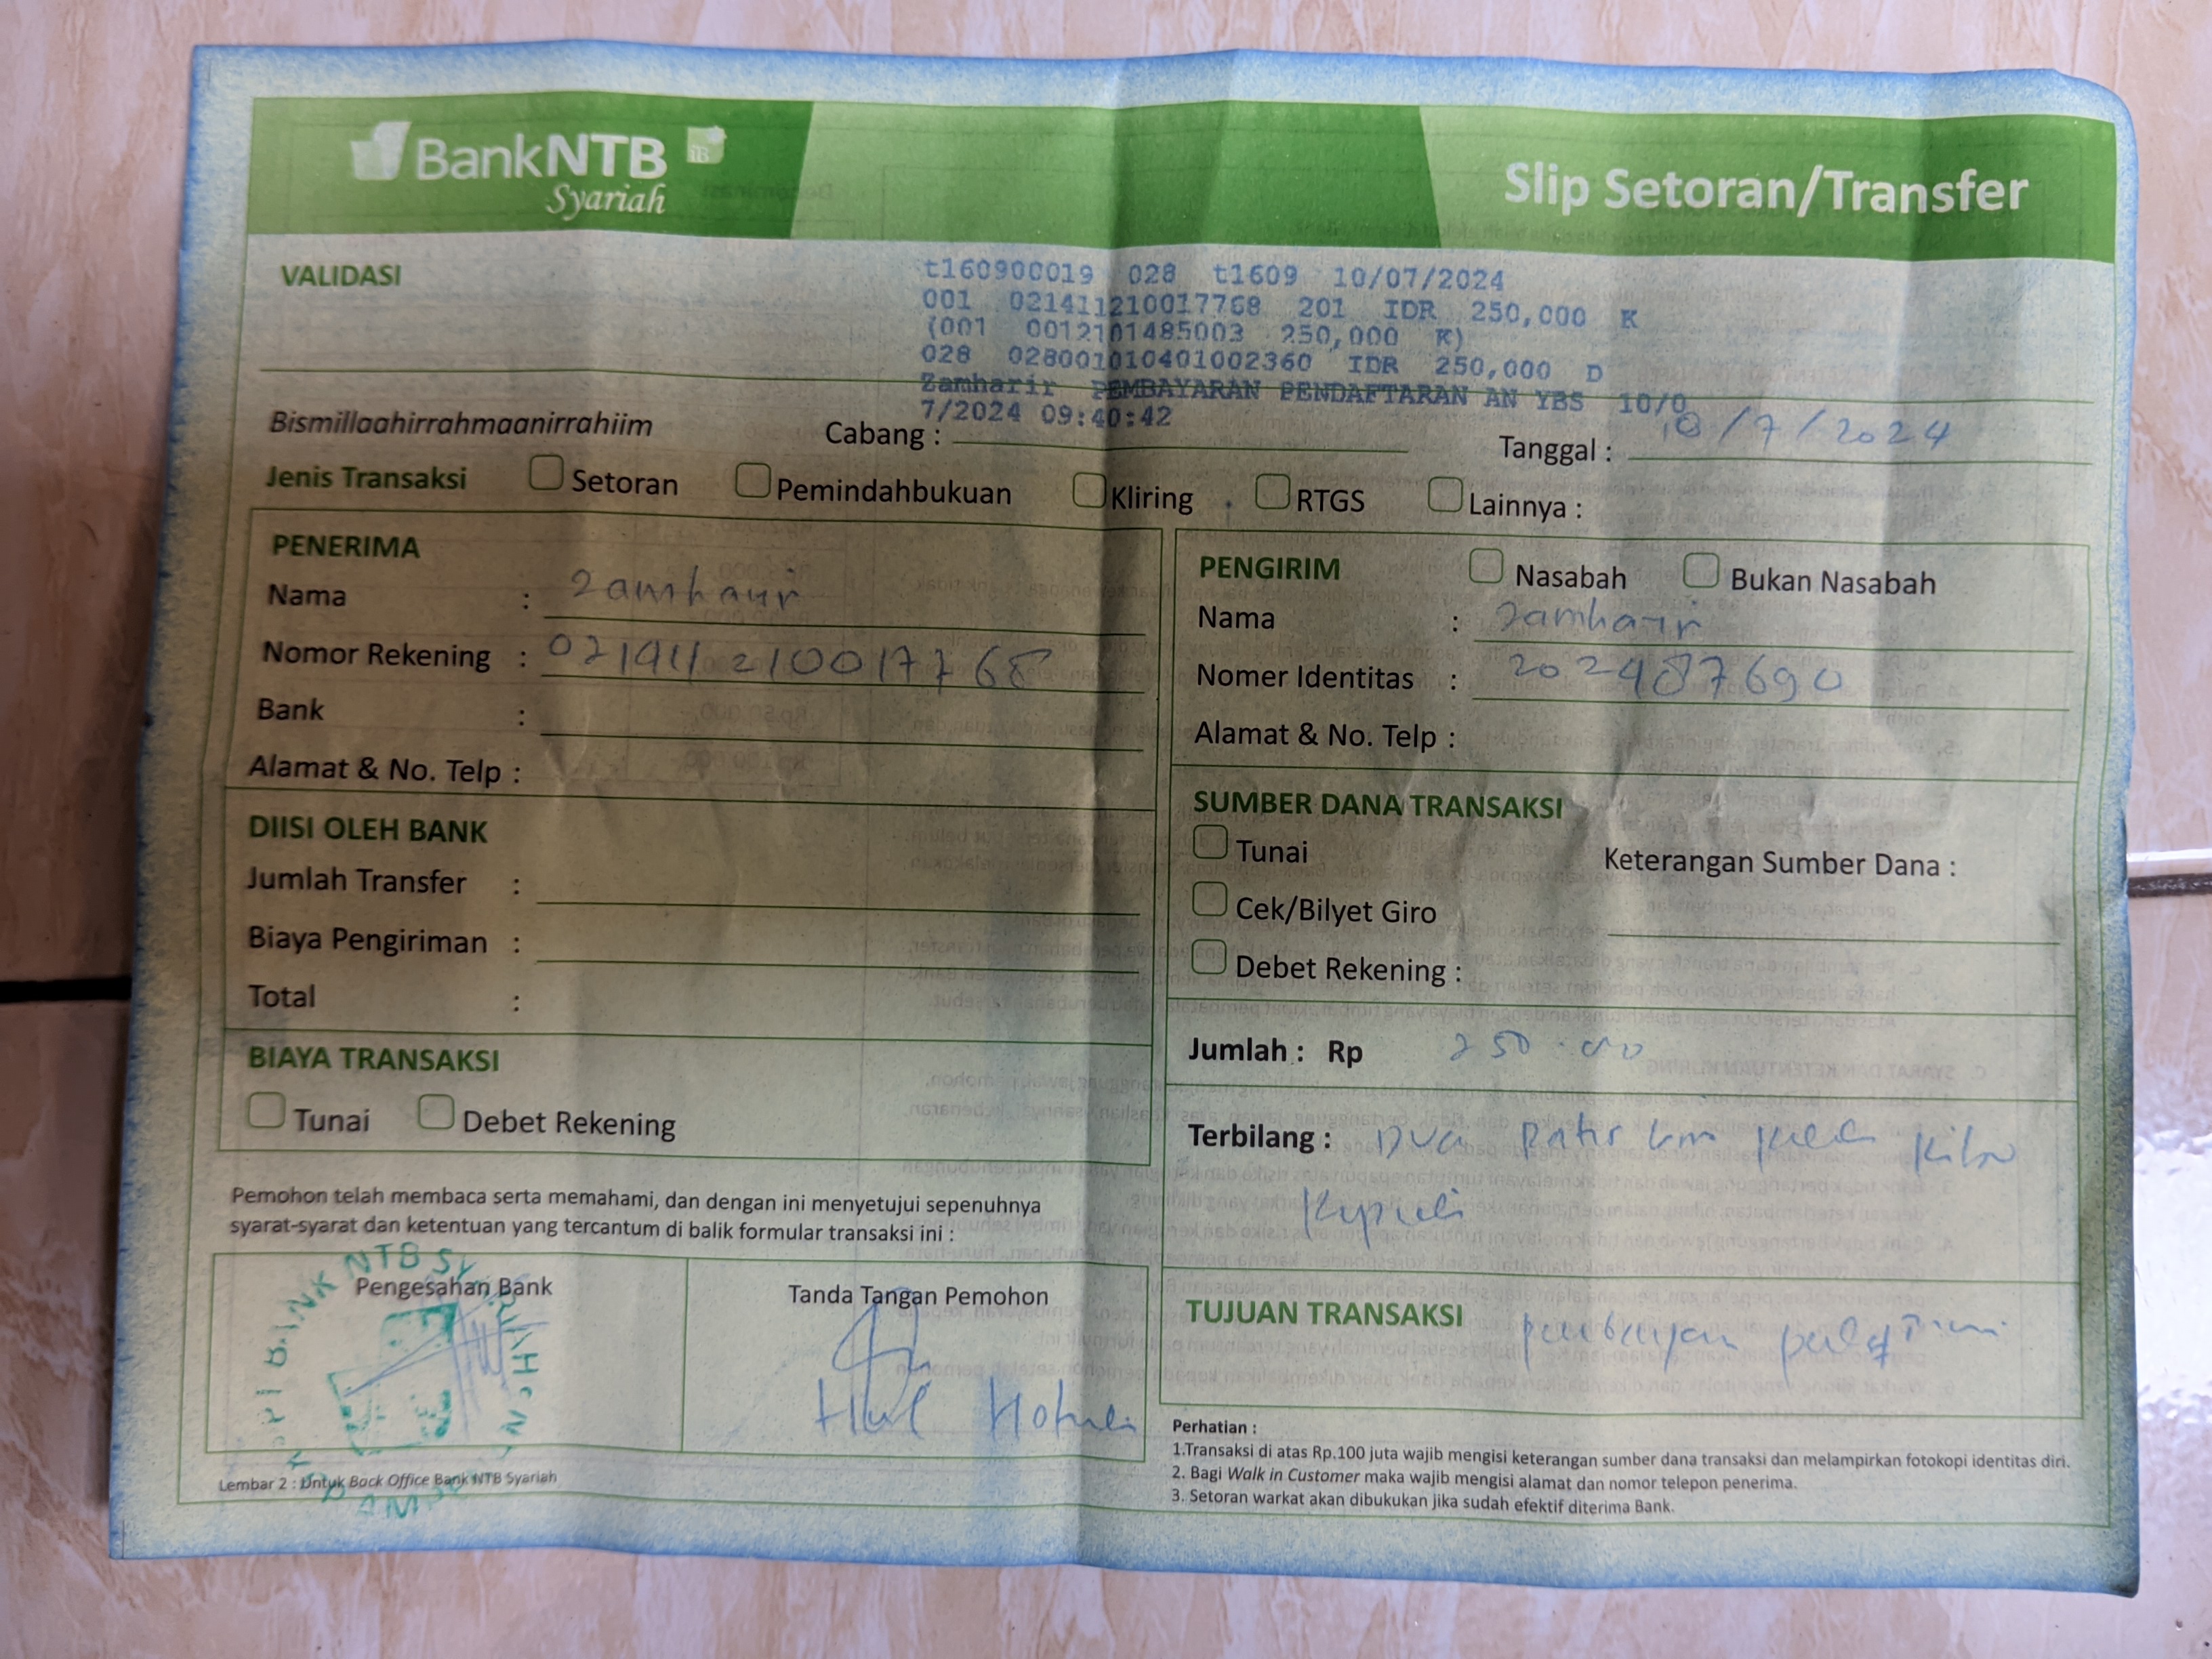 BankNTB iB
Syariah
Slip Setoran/Transfer
VALIDASI
t160900019 028 t1609 10/07/2024
001 021411210017768 201 IDR 250,000 K
(001 0012101485003 250,000 K)
028 028001010401002360 IDR 250,000 D
Zamharir PEMBAYARAN PENDAFTARAN AN YBS 10/0
7/2024 09:40:42
Bismillaahirrahmaanirrahiim
Cabang :
Tanggal : 10/7/2024
Jenis Transaksi Setoran Pemindahbukuan Kliring RTGS Lainnya :
PENERIMA
Nama : Zamharir
Nomor Rekening : 021411210017768
Bank :
Alamat & No. Telp :
DIISI OLEH BANK
Jumlah Transfer :
Biaya Pengiriman :
Total :
BIAYA TRANSAKSI
Tunai Debet Rekening
PENGIRIM Nasabah Bukan Nasabah
Nama : Zamharir
Nomer Identitas : 202487690
Alamat & No. Telp :
SUMBER DANA TRANSAKSI
Tunai
Keterangan Sumber Dana :
Cek/Bilyet Giro
Debet Rekening :
Jumlah : Rp 250.000
Terbilang : Dua Ratus lima
TUJUAN TRANSAKSI
Pemohon telah membaca serta memahami, dan dengan ini menyetujui sepenuhnya
syarat-syarat dan ketentuan yang tercantum di balik formular transaksi ini :
Pengesahan Bank
BANK NTB SYARIAH
Tanda Tangan Pemohon
Lembar 2 : Untuk Back Office Bank NTB Syariah
Perhatian :
1.Transaksi di atas Rp.100 juta wajib mengisi keterangan sumber dana transaksi dan melampirkan fotokopi identitas diri.
2. Bagi Walk in Customer maka wajib mengisi alamat dan nomor telepon penerima.
3. Setoran warkat akan dibukukan jika sudah efektif diterima Bank.